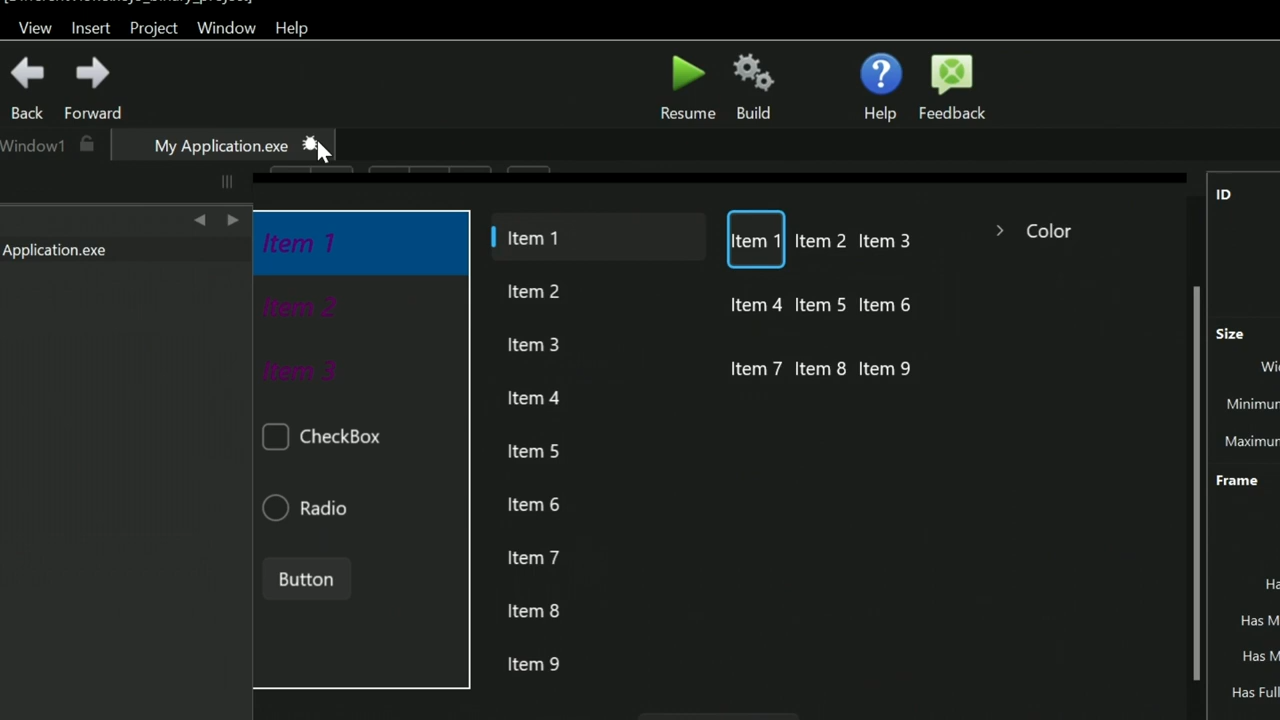 View Insert Project Window Help
Back Forward Resume Build Help Feedback
Window1 My Application.exe
ID
Application.exe
Item 1
Item 2
Item 3
CheckBox
Radio
Button
Item 1
Item 2
Item 3
Item 4
Item 5
Item 6
Item 7
Item 8
Item 9
Item 1 Item 2 Item 3
Item 4 Item 5 Item 6
Item 7 Item 8 Item 9
Color
Size
Frame